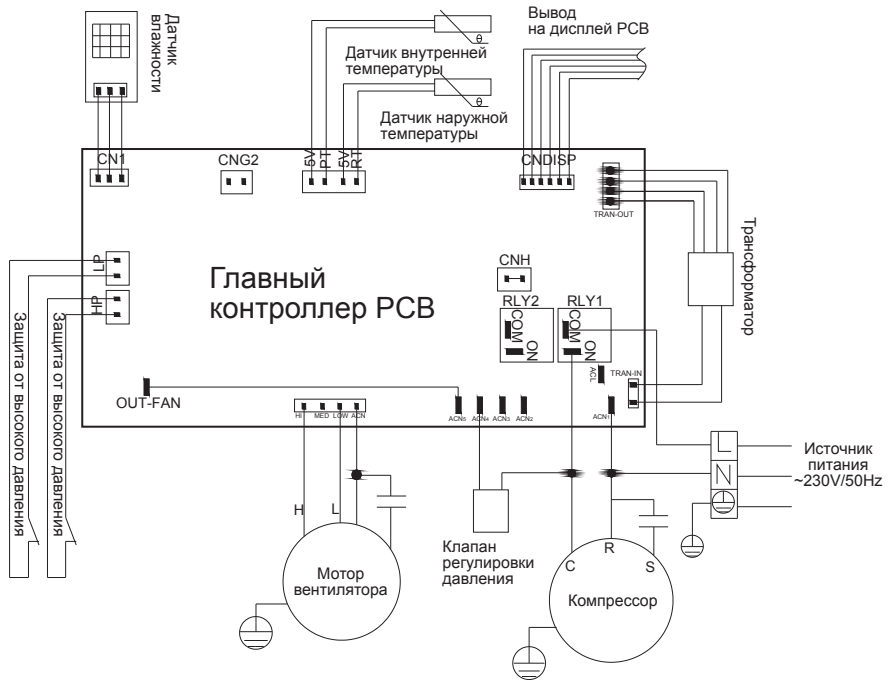 Датчик
влажности
Датчик внутренней
температуры
θ
Датчик наружной
температуры
θ
Вывод
на дисплей PCB
CN1
CNG2
5V
PT
5V
RT
CNDISP
TRAN-OUT
Трансформатор
LP
HP
Главный
контроллер PCB
CNH
RLY2
RLY1
COM
ON
COM
ON
ACL
TRAN-IN
OUT-FAN
HI
MED
LOW
ACN
ACN5
ACN4
ACN3
ACN2
ACN1
Защита от высокого давления
Защита от высокого давления
L
N
Источник
питания
~230V/50Hz
H
L
Мотор
вентилятора
Клапан
регулировки
давления
C
R
S
Компрессор